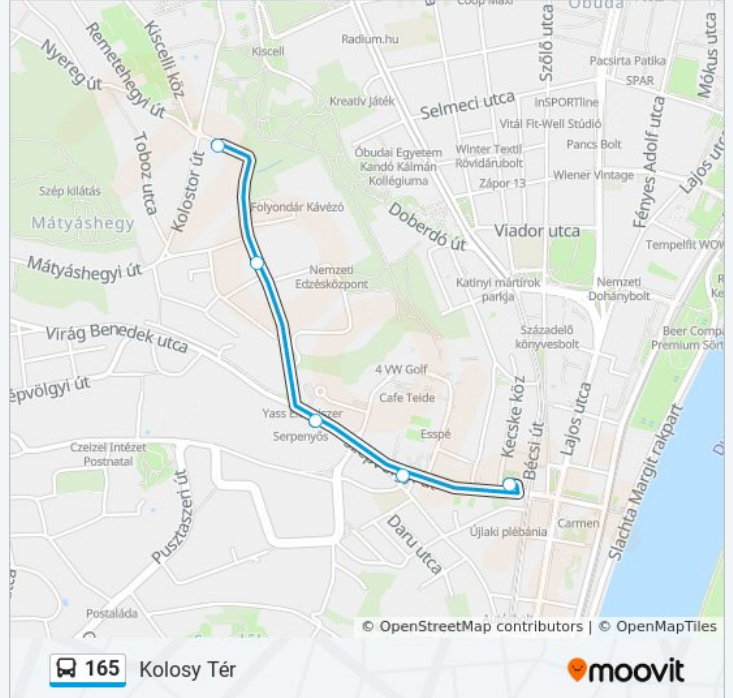 Coop Maxi
Óbuda
Radium.hu
Kiscelli köz
Remetehegyi út
Nyereg út
Kiscell
Szőlő utca
Mókus utca
Pacsirta Patika
SPAR
Kreatív Játék
Selmeci utca
inSPORTline
Vitál Fit-Well Stúdió
Toboz utca
Óbudai Egyetem
Kandó Kálmán
Kollégiuma
Winter Textil
Rövidárubolt
Pancs Bolt
Fényes Adolf utca
Lajos utca
Kolostor út
Zápor 13
Wiener Vintage
Szép kilátás
Mátyáshegy
Folyondár Kávézó
Doberdó út
Viador utca
Tempelfit WOW
Mátyáshegyi út
Nemzeti
Edzésközpont
Katinyi mártírok
parkja
Nemzeti
Dohánybolt
Virág Benedek utca
Századelő
könyvesbolt
Beer Compa
Premium Sört
épvölgyi út
4 VW Golf
Cafe Teide
Kecske köz
Lajos utca
Serpenyős
Esspé
Bécsi út
Slachta Margit rakpart
Czeizel Intézet
Postnatal
Pusztaszeri út
Daru utca
Újlaki plébánia
Carmen
Postaláda
© OpenStreetMap contributors | © OpenMapTiles
165 Kolosy Tér
moovit